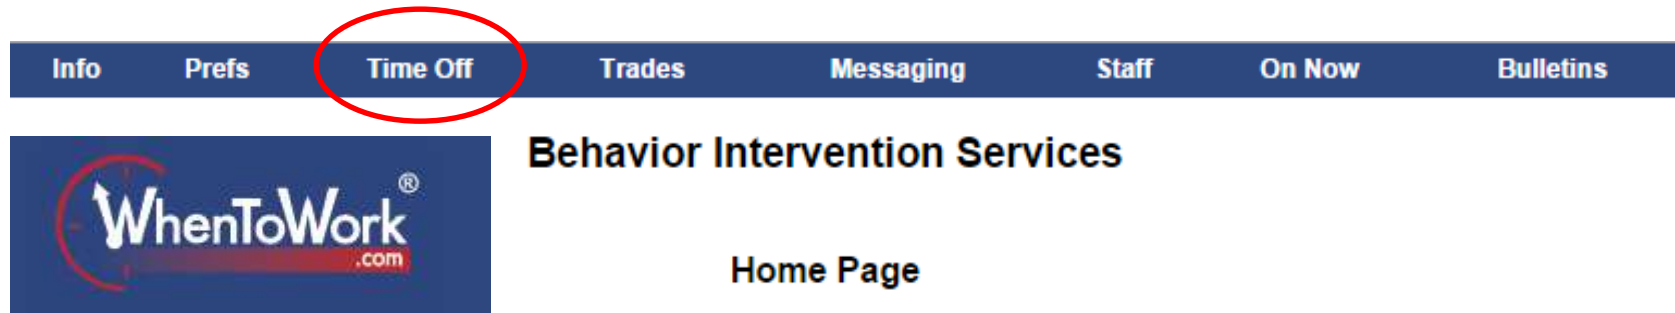 Info Prefs Time Off Trades Messaging Staff On Now Bulletins
Behavior Intervention Services
WhenToWork®
.com
Home Page